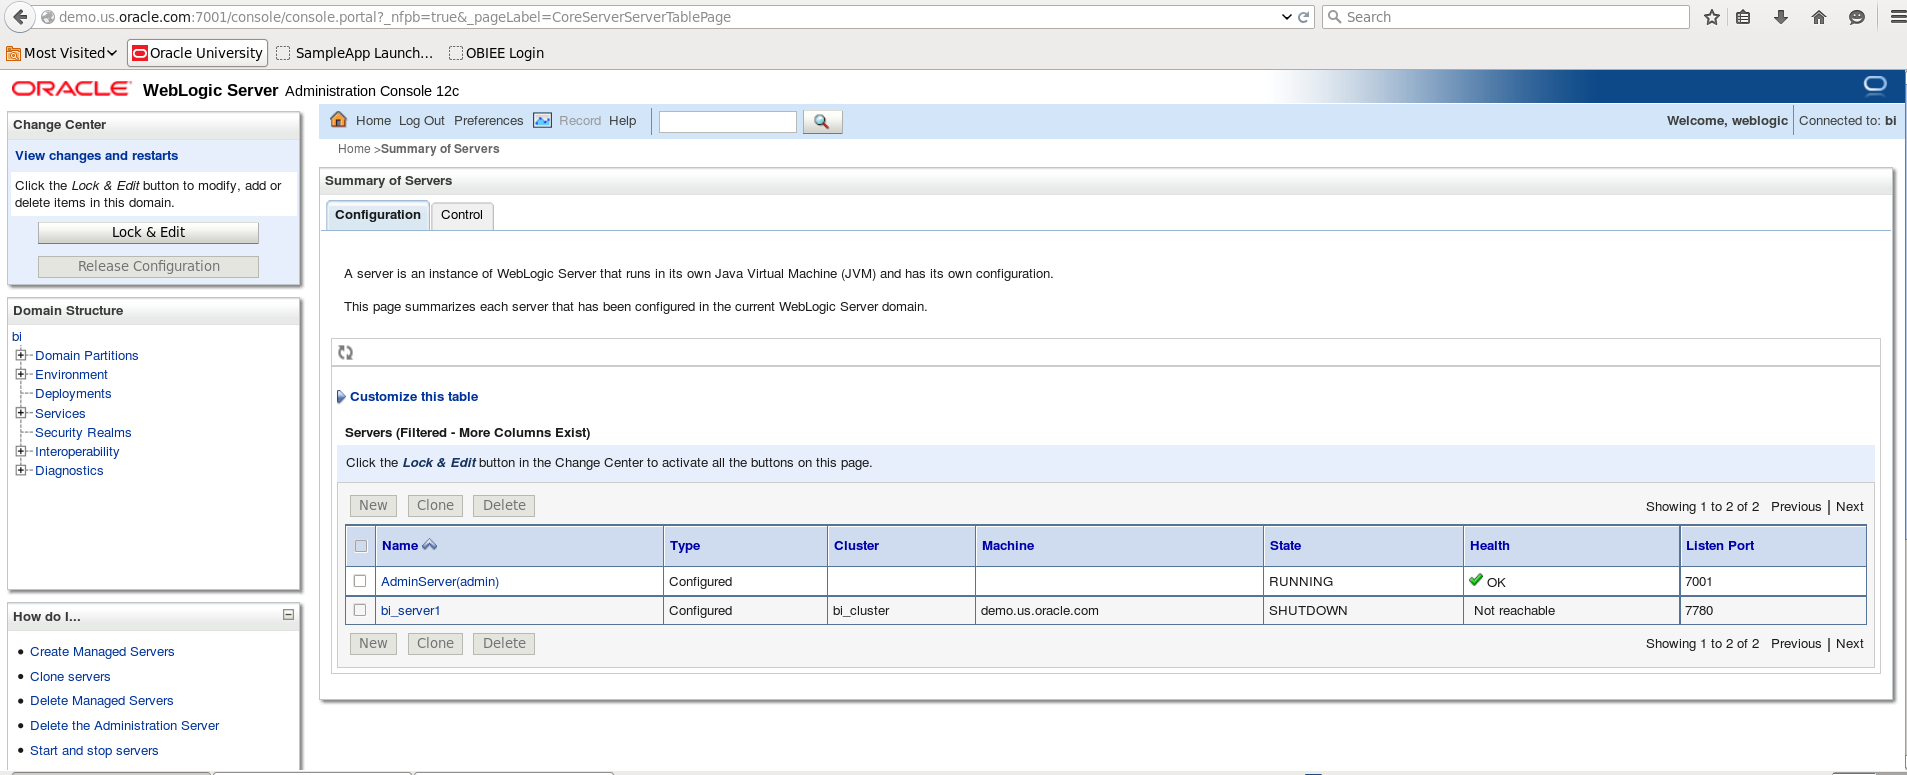 demo.us.oracle.com:7001/console/console.portal?_nfpb=true&_pageLabel=CoreServerServerTablePage
Search
Most Visited
Oracle University
SampleApp Launch...
OBIEE Login
ORACLE WebLogic Server Administration Console 12c
Change Center
View changes and restarts
Click the Lock & Edit button to modify, add or
delete items in this domain.
Lock & Edit
Release Configuration
Domain Structure
bi
Domain Partitions
Environment
Deployments
Services
Security Realms
Interoperability
Diagnostics
How do I...
Create Managed Servers
Clone servers
Delete Managed Servers
Delete the Administration Server
Start and stop servers
Home Log Out Preferences Record Help
Welcome, weblogic Connected to: bi
Home >Summary of Servers
Summary of Servers
Configuration Control
A server is an instance of WebLogic Server that runs in its own Java Virtual Machine (JVM) and has its own configuration.
This page summarizes each server that has been configured in the current WebLogic Server domain.
Customize this table
Servers (Filtered - More Columns Exist)
Click the Lock & Edit button in the Change Center to activate all the buttons on this page.
New Clone Delete Showing 1 to 2 of 2 Previous | Next
Name Type Cluster Machine State Health Listen Port
AdminServer(admin) Configured RUNNING OK 7001
bi_server1 Configured bi_cluster demo.us.oracle.com SHUTDOWN Not reachable 7780
New Clone Delete Showing 1 to 2 of 2 Previous | Next